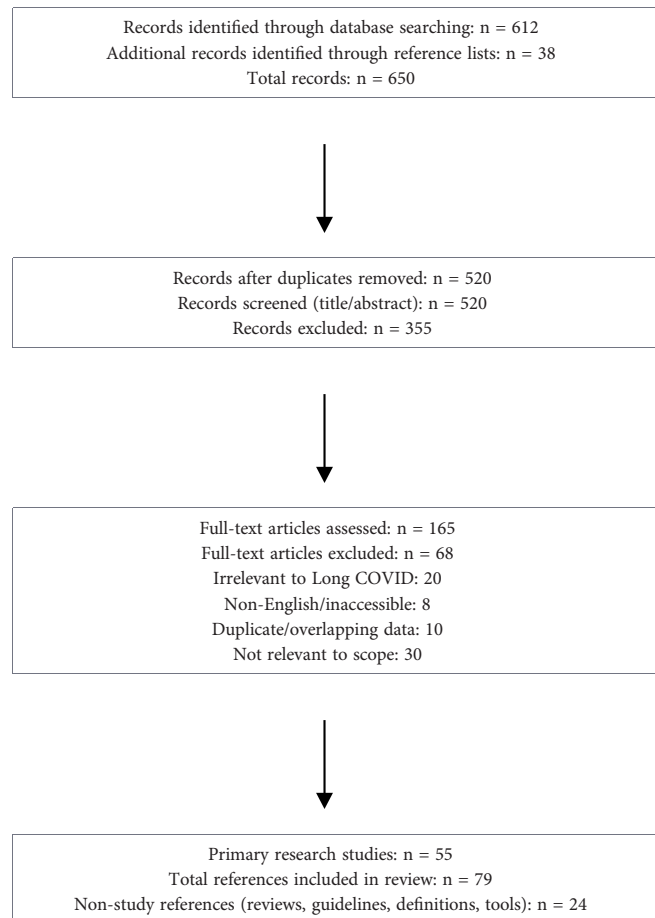 Records identified through database searching: n = 612
Additional records identified through reference lists: n = 38
Total records: n = 650
Records after duplicates removed: n = 520
Records screened (title/abstract): n = 520
Records excluded: n = 355
Full-text articles assessed: n = 165
Full-text articles excluded: n = 68
Irrelevant to Long COVID: 20
Non-English/inaccessible: 8
Duplicate/overlapping data: 10
Not relevant to scope: 30
Primary research studies: n = 55
Total references included in review: n = 79
Non-study references (reviews, guidelines, definitions, tools): n = 24